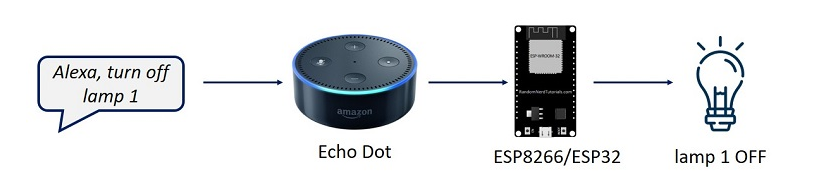 Alexa, turn off
lamp 1
amazon
Echo Dot
ESP-WROOM-32
RandomNerdTutorials.com
ESP8266/ESP32
lamp 1 OFF